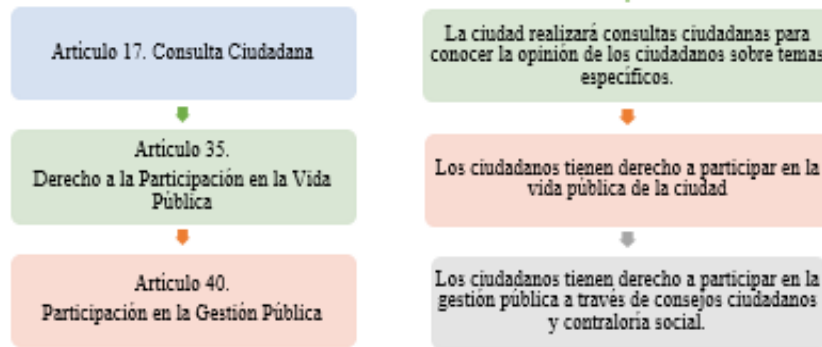 Artículo 17. Consulta Ciudadana
Artículo 35.
Derecho a la Participación en la Vida
Pública
Artículo 40.
Participación en la Gestión Pública
La ciudad realizará consultas ciudadanas para
conocer la opinión de los ciudadanos sobre temas
específicos.
Los ciudadanos tienen derecho a participar en la
vida pública de la ciudad
Los ciudadanos tienen derecho a participar en la
gestión pública a través de consejos ciudadanos
y contraloría social.